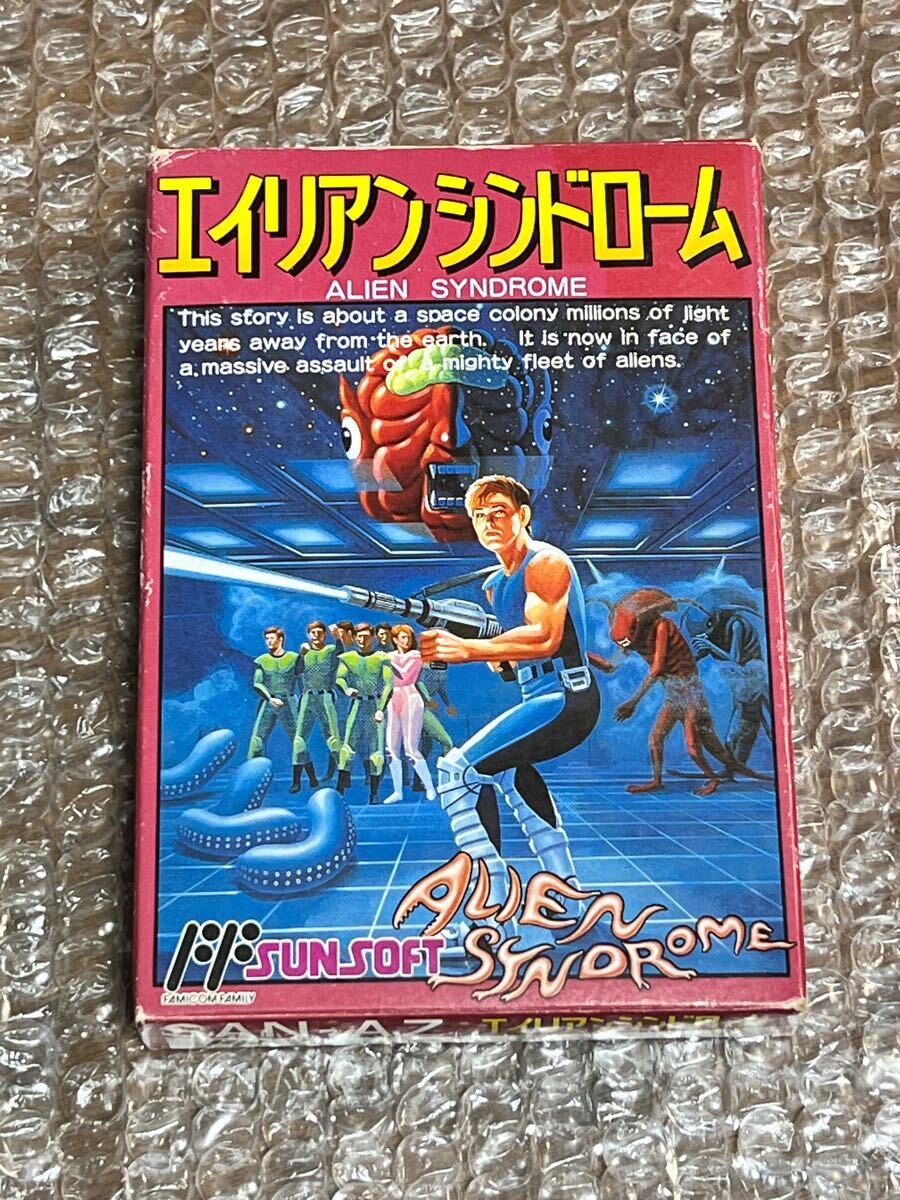 エイリアンシンドローム
ALIEN SYNDROME
This story is about a space colony millions of light
years away from the earth. It is now in face of
a massive assault of a mighty fleet of aliens.
ALIEN
SYNDROME
SUNSOFT
FAMICOM FAMILY
SAN-AZ エイリアンシンドローム